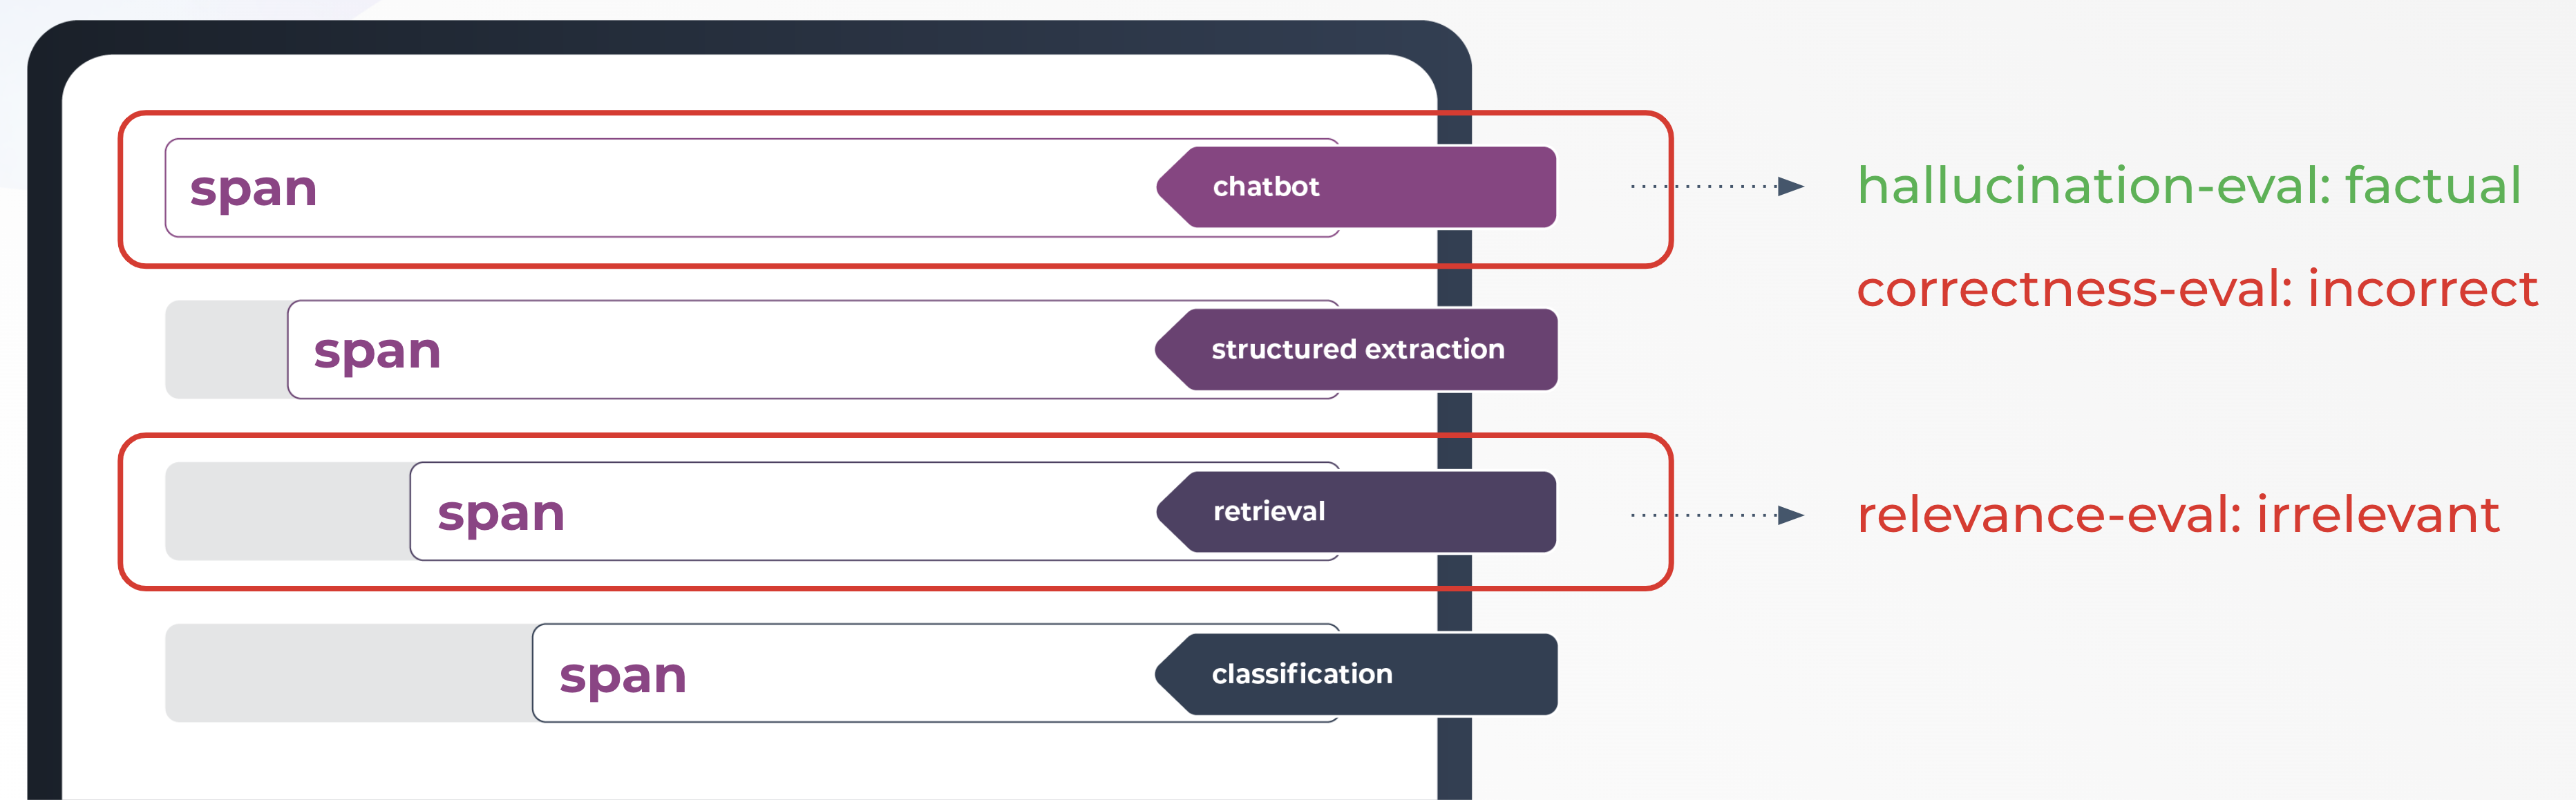 span
chatbot
hallucination-eval: factual
correctness-eval: incorrect
span
structured extraction
span
retrieval
relevance-eval: irrelevant
span
classification